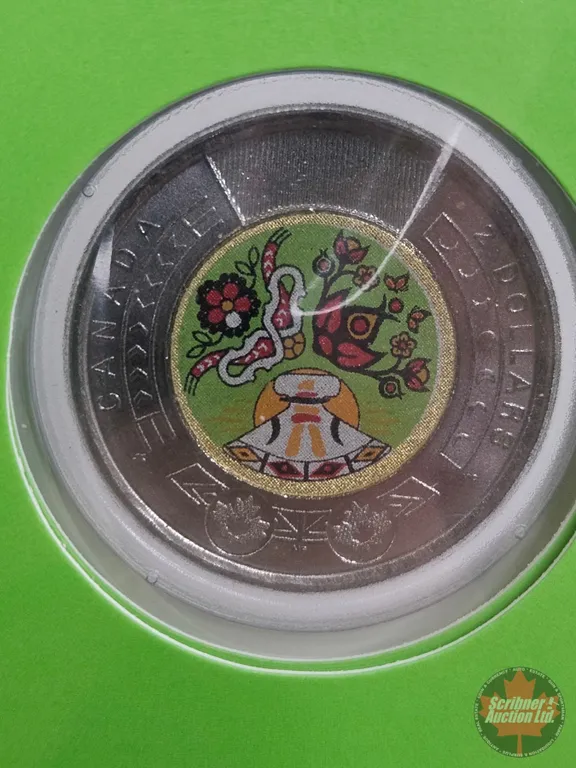 CANADA
2 DOLLARS
Scribner
Auction Ltd.